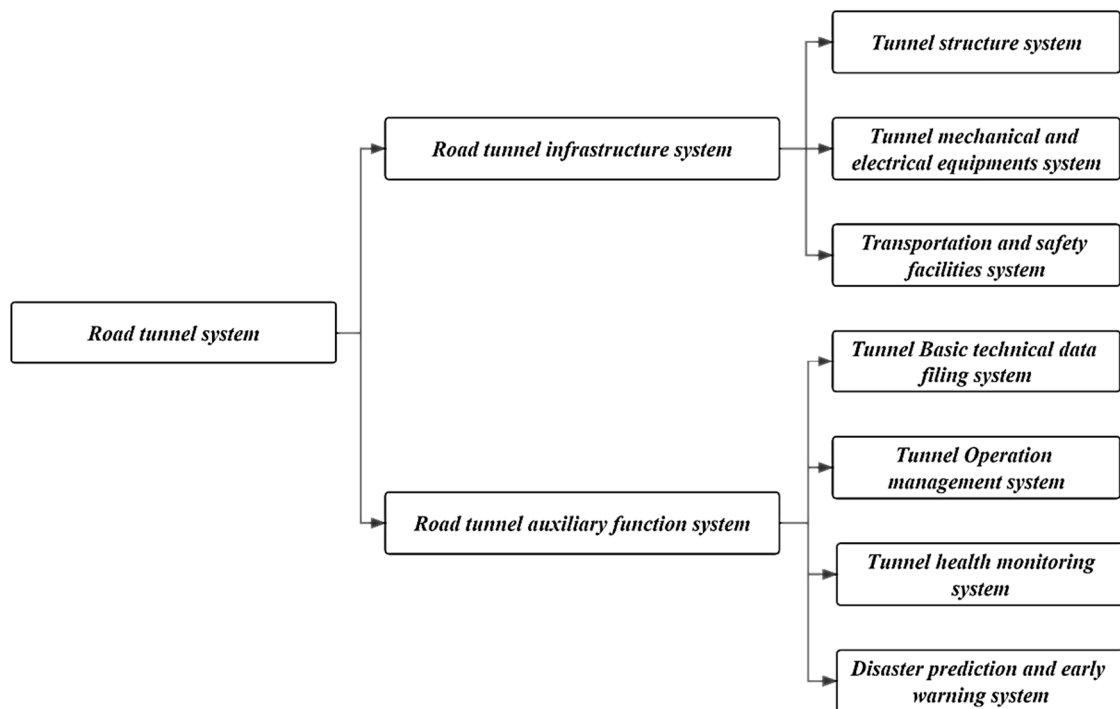 Tunnel structure system
Road tunnel infrastructure system
Tunnel mechanical and
electrical equipments system
Transportation and safety
facilities system
Road tunnel system
Tunnel Basic technical data
filing system
Tunnel Operation
management system
Road tunnel auxiliary function system
Tunnel health monitoring
system
Disaster prediction and early
warning system